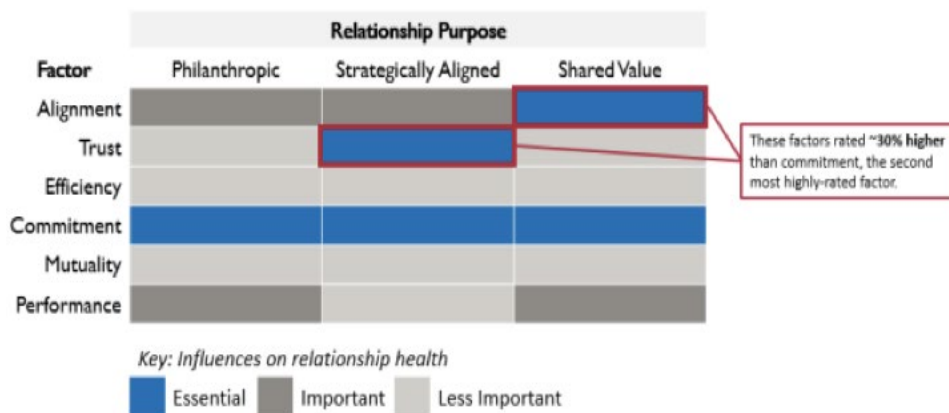 Relationship Purpose
Factor Philanthropic Strategically Aligned Shared Value
Alignment
Trust
Efficiency
Commitment
Mutuality
Performance
These factors rated ~30% higher
than commitment, the second
most highly-rated factor.
Key: Influences on relationship health
Essential Important Less Important